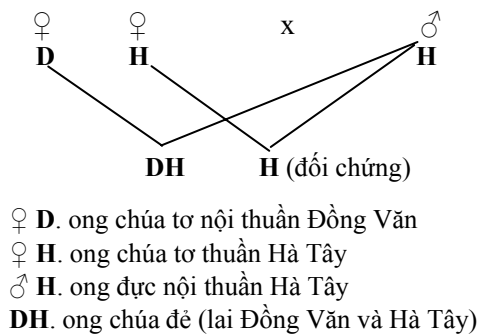 ♀ ♀ x ♂
D H H
DH H (đối chứng)
♀ D. ong chúa tơ nội thuần Đồng Văn
♀ H. ong chúa tơ thuần Hà Tây
♂ H. ong đực nội thuần Hà Tây
DH. ong chúa đẻ (lai Đồng Văn và Hà Tây)